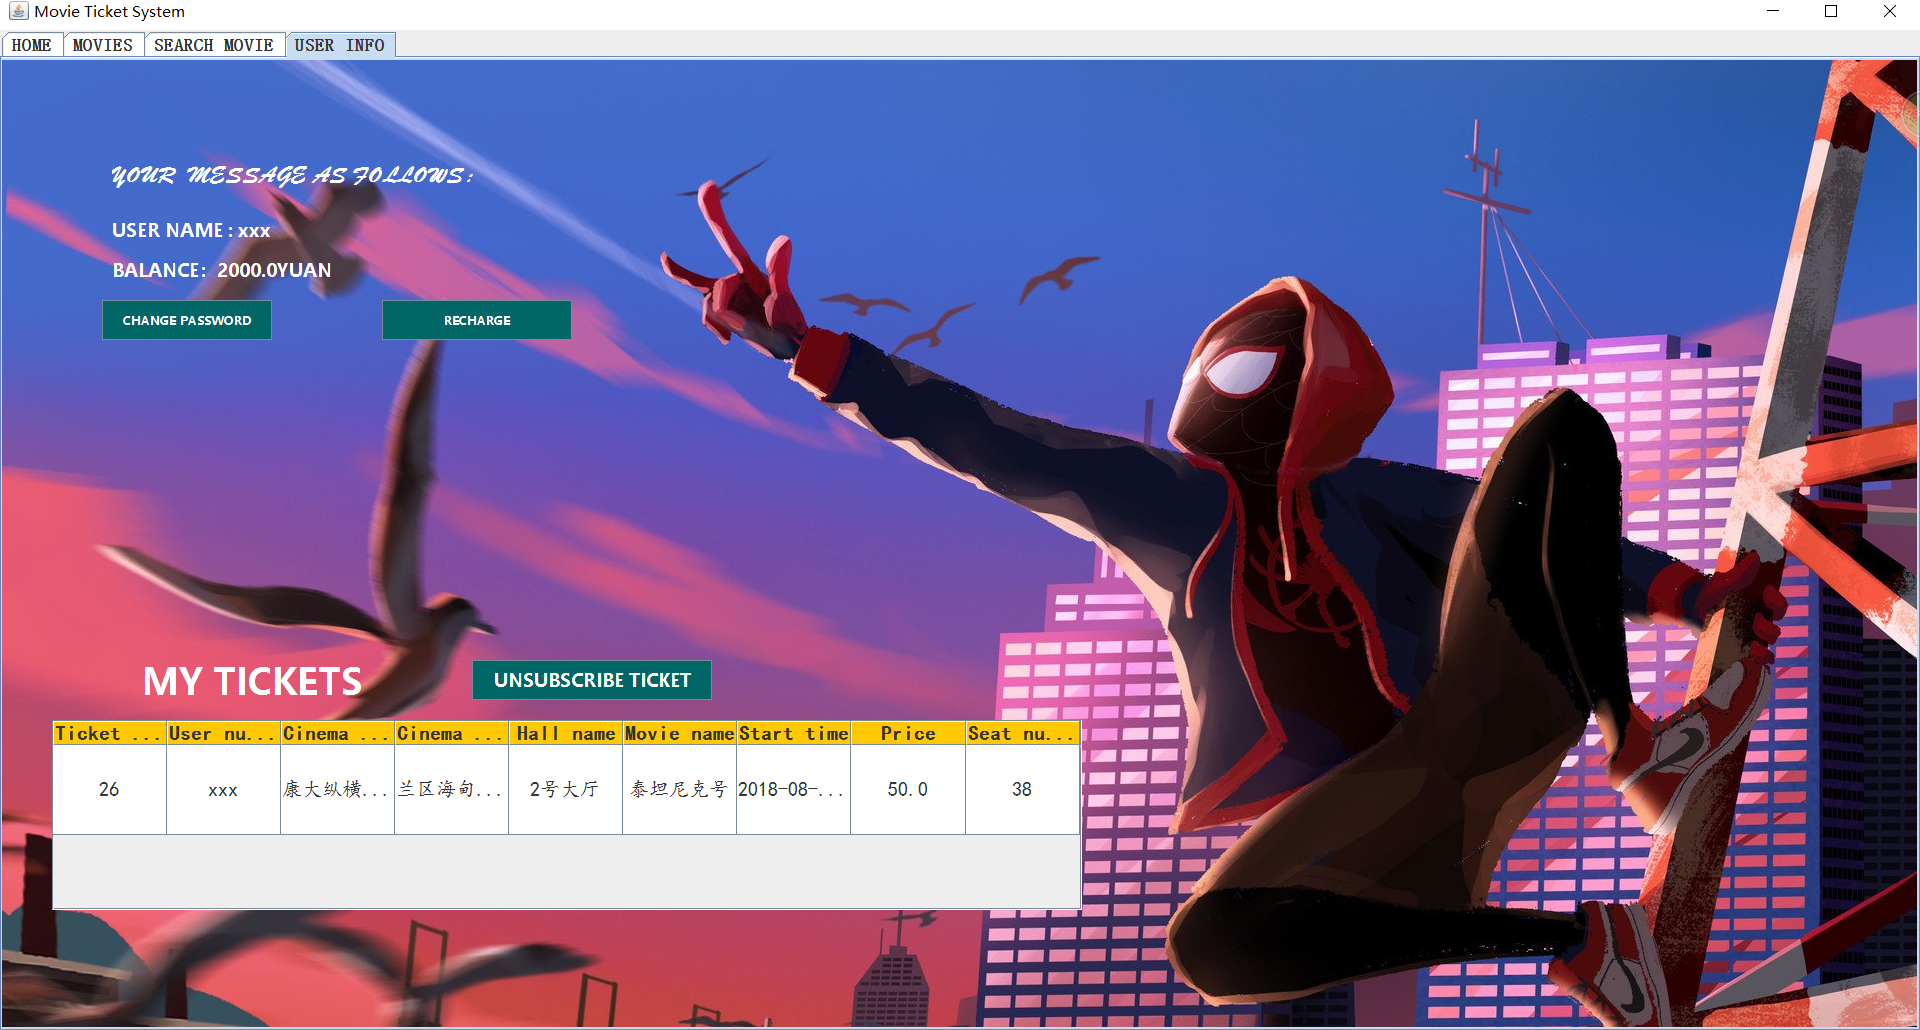 Movie Ticket System
HOME MOVIES SEARCH MOVIE USER INFO
YOUR MESSAGE AS FOLLOWS:
USER NAME : xxx
BALANCE: 2000.0YUAN
CHANGE PASSWORD RECHARGE
MY TICKETS UNSUBSCRIBE TICKET
Ticket ... User nu... Cinema ... Cinema ... Hall name Movie name Start time Price Seat nu...
26 xxx 康大纵横... 兰区海甸... 2号大厅 泰坦尼克号 2018-08-... 50.0 38